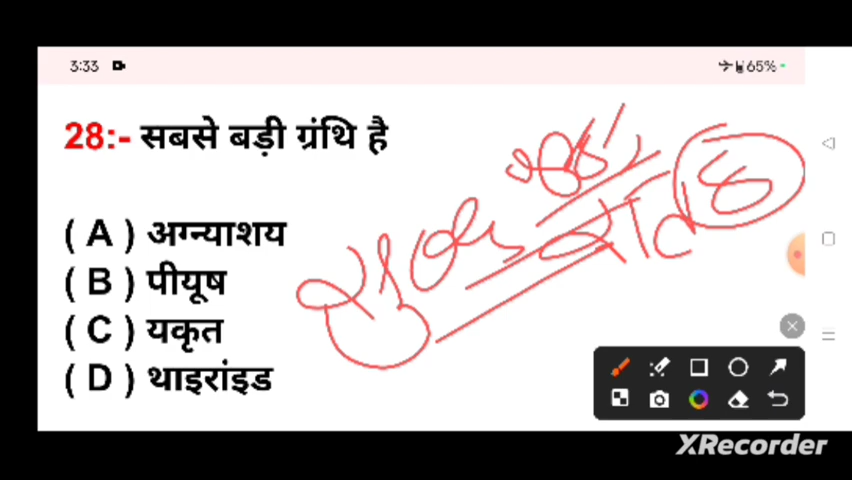 3:33
65%
28:- सबसे बड़ी ग्रंथि है
( A ) अग्न्याशय
( B ) पीयूष
( C ) यकृत
( D ) थाइरांइड
XRecorder